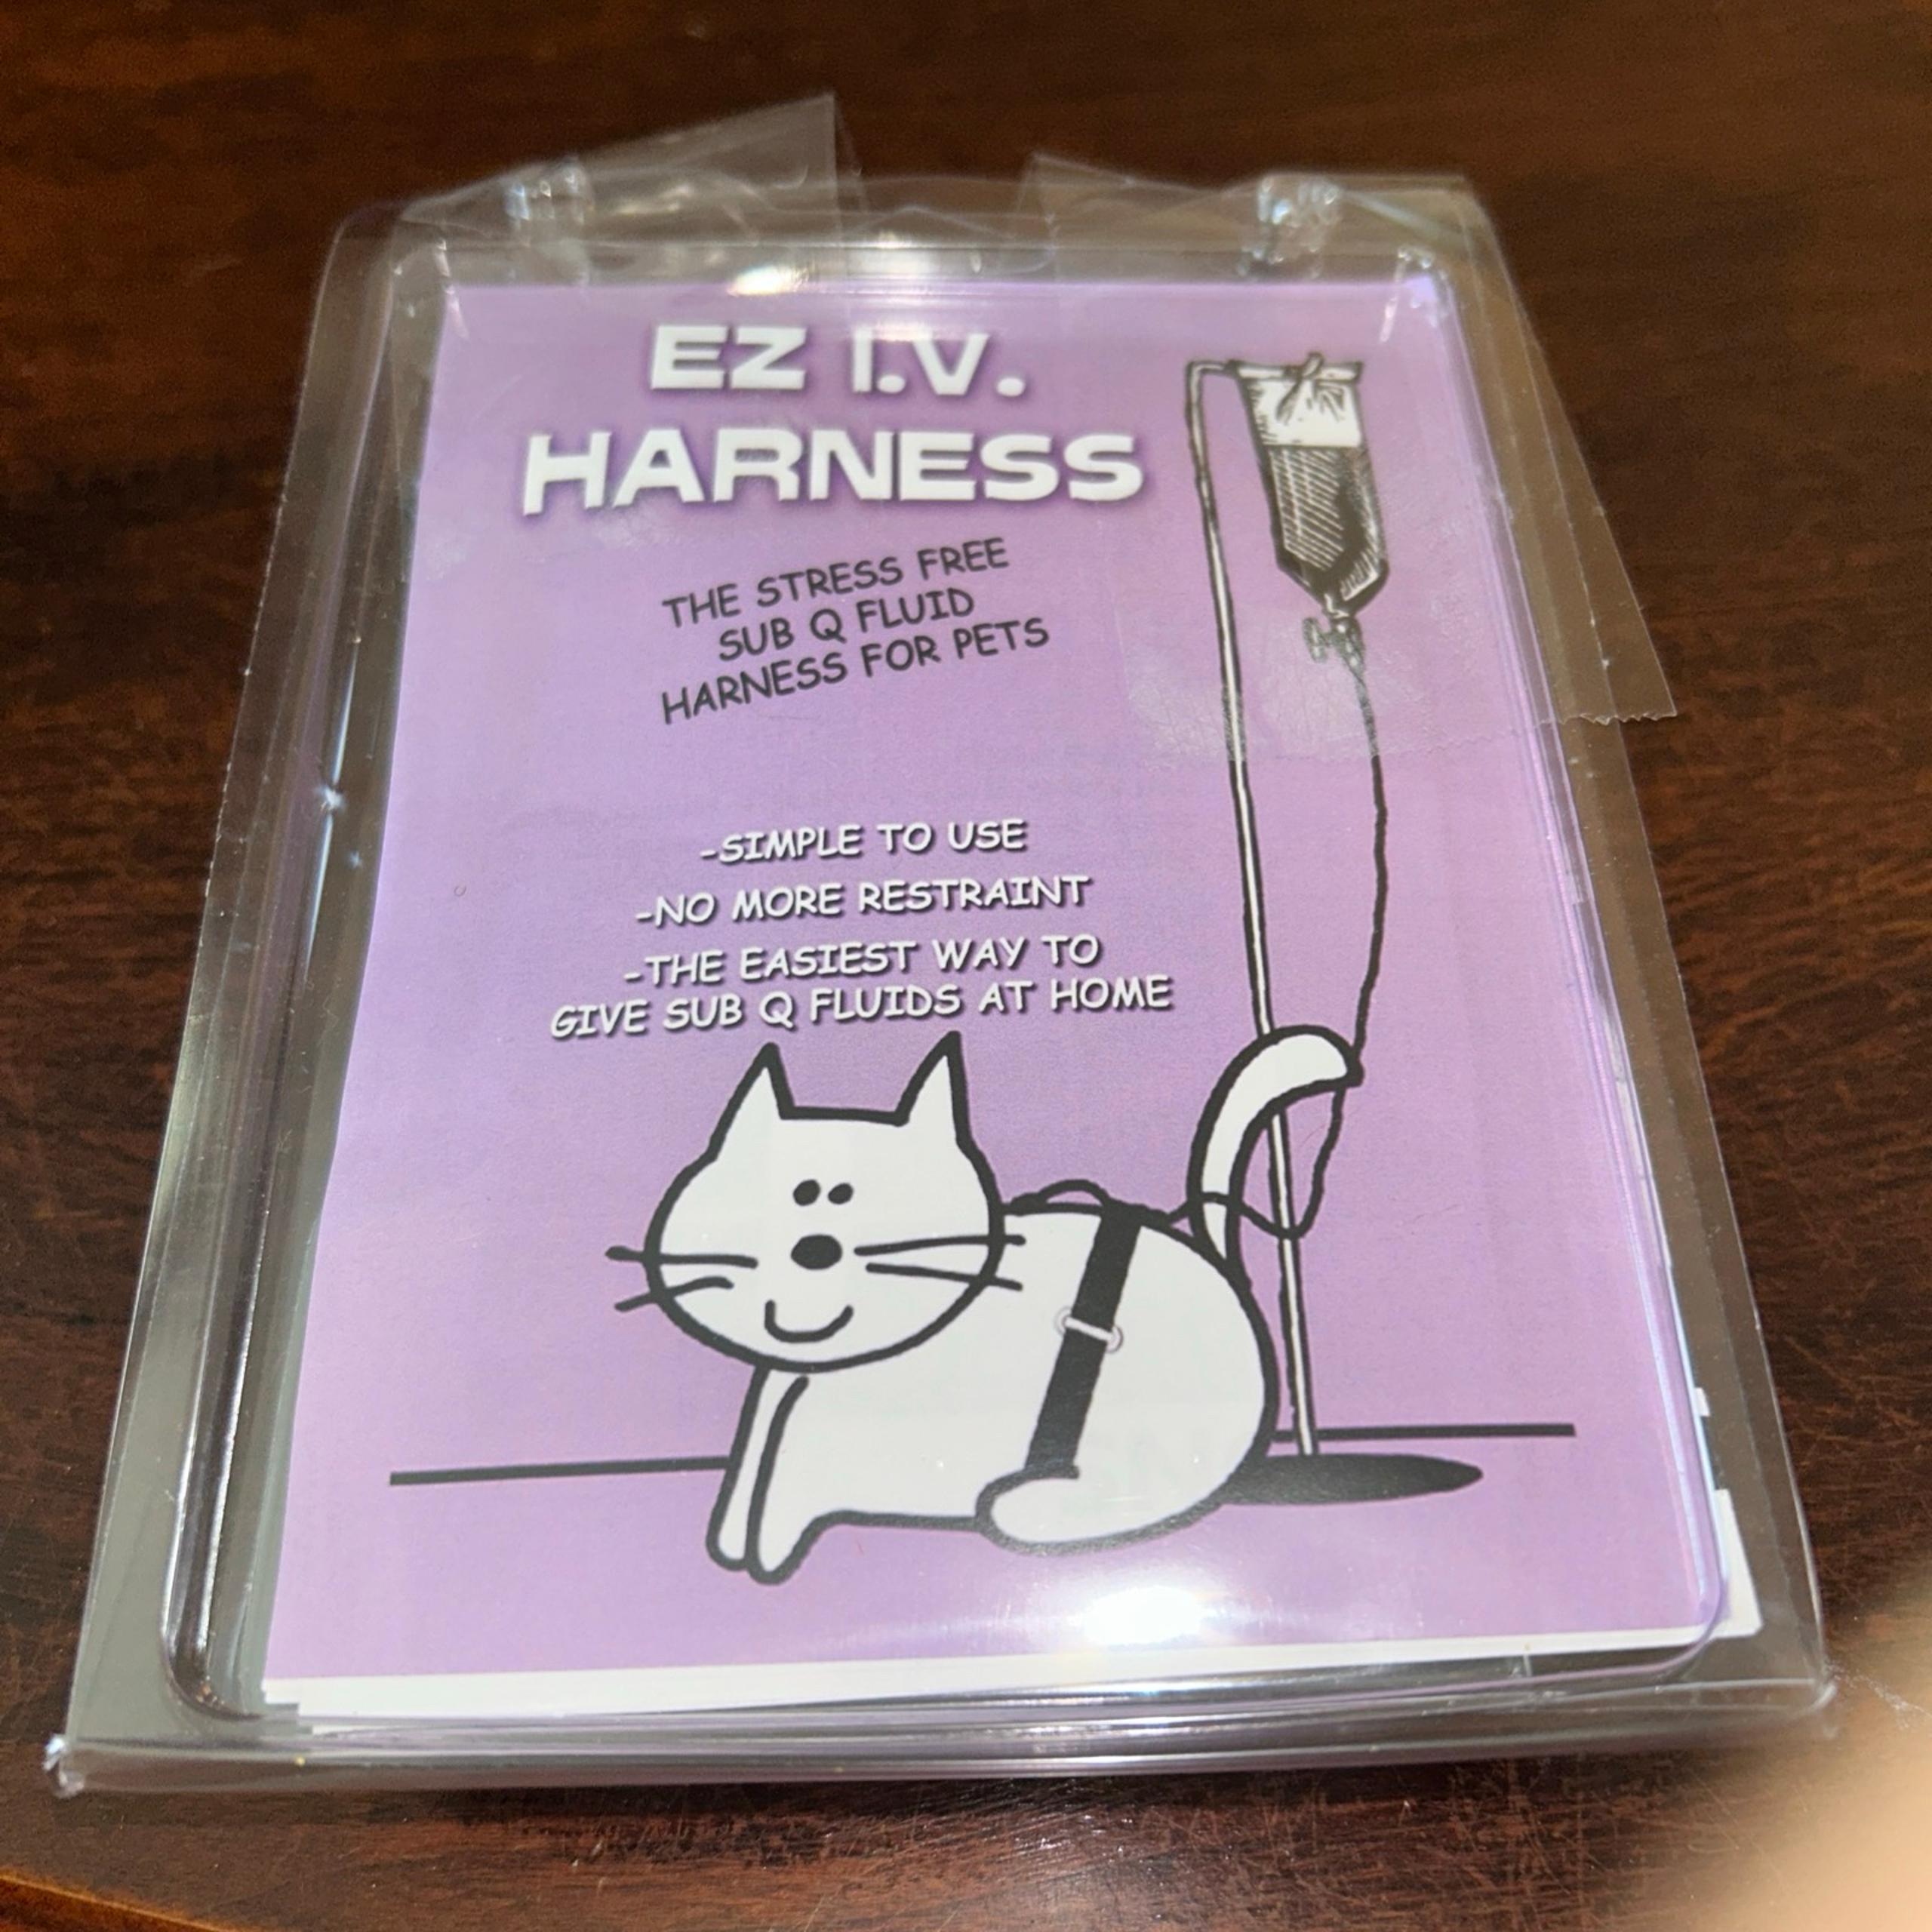 EZ I.V.
HARNESS
THE STRESS FREE
SUB Q FLUID
HARNESS FOR PETS
-SIMPLE TO USE
-NO MORE RESTRAINT
-THE EASIEST WAY TO
GIVE SUB Q FLUIDS AT HOME